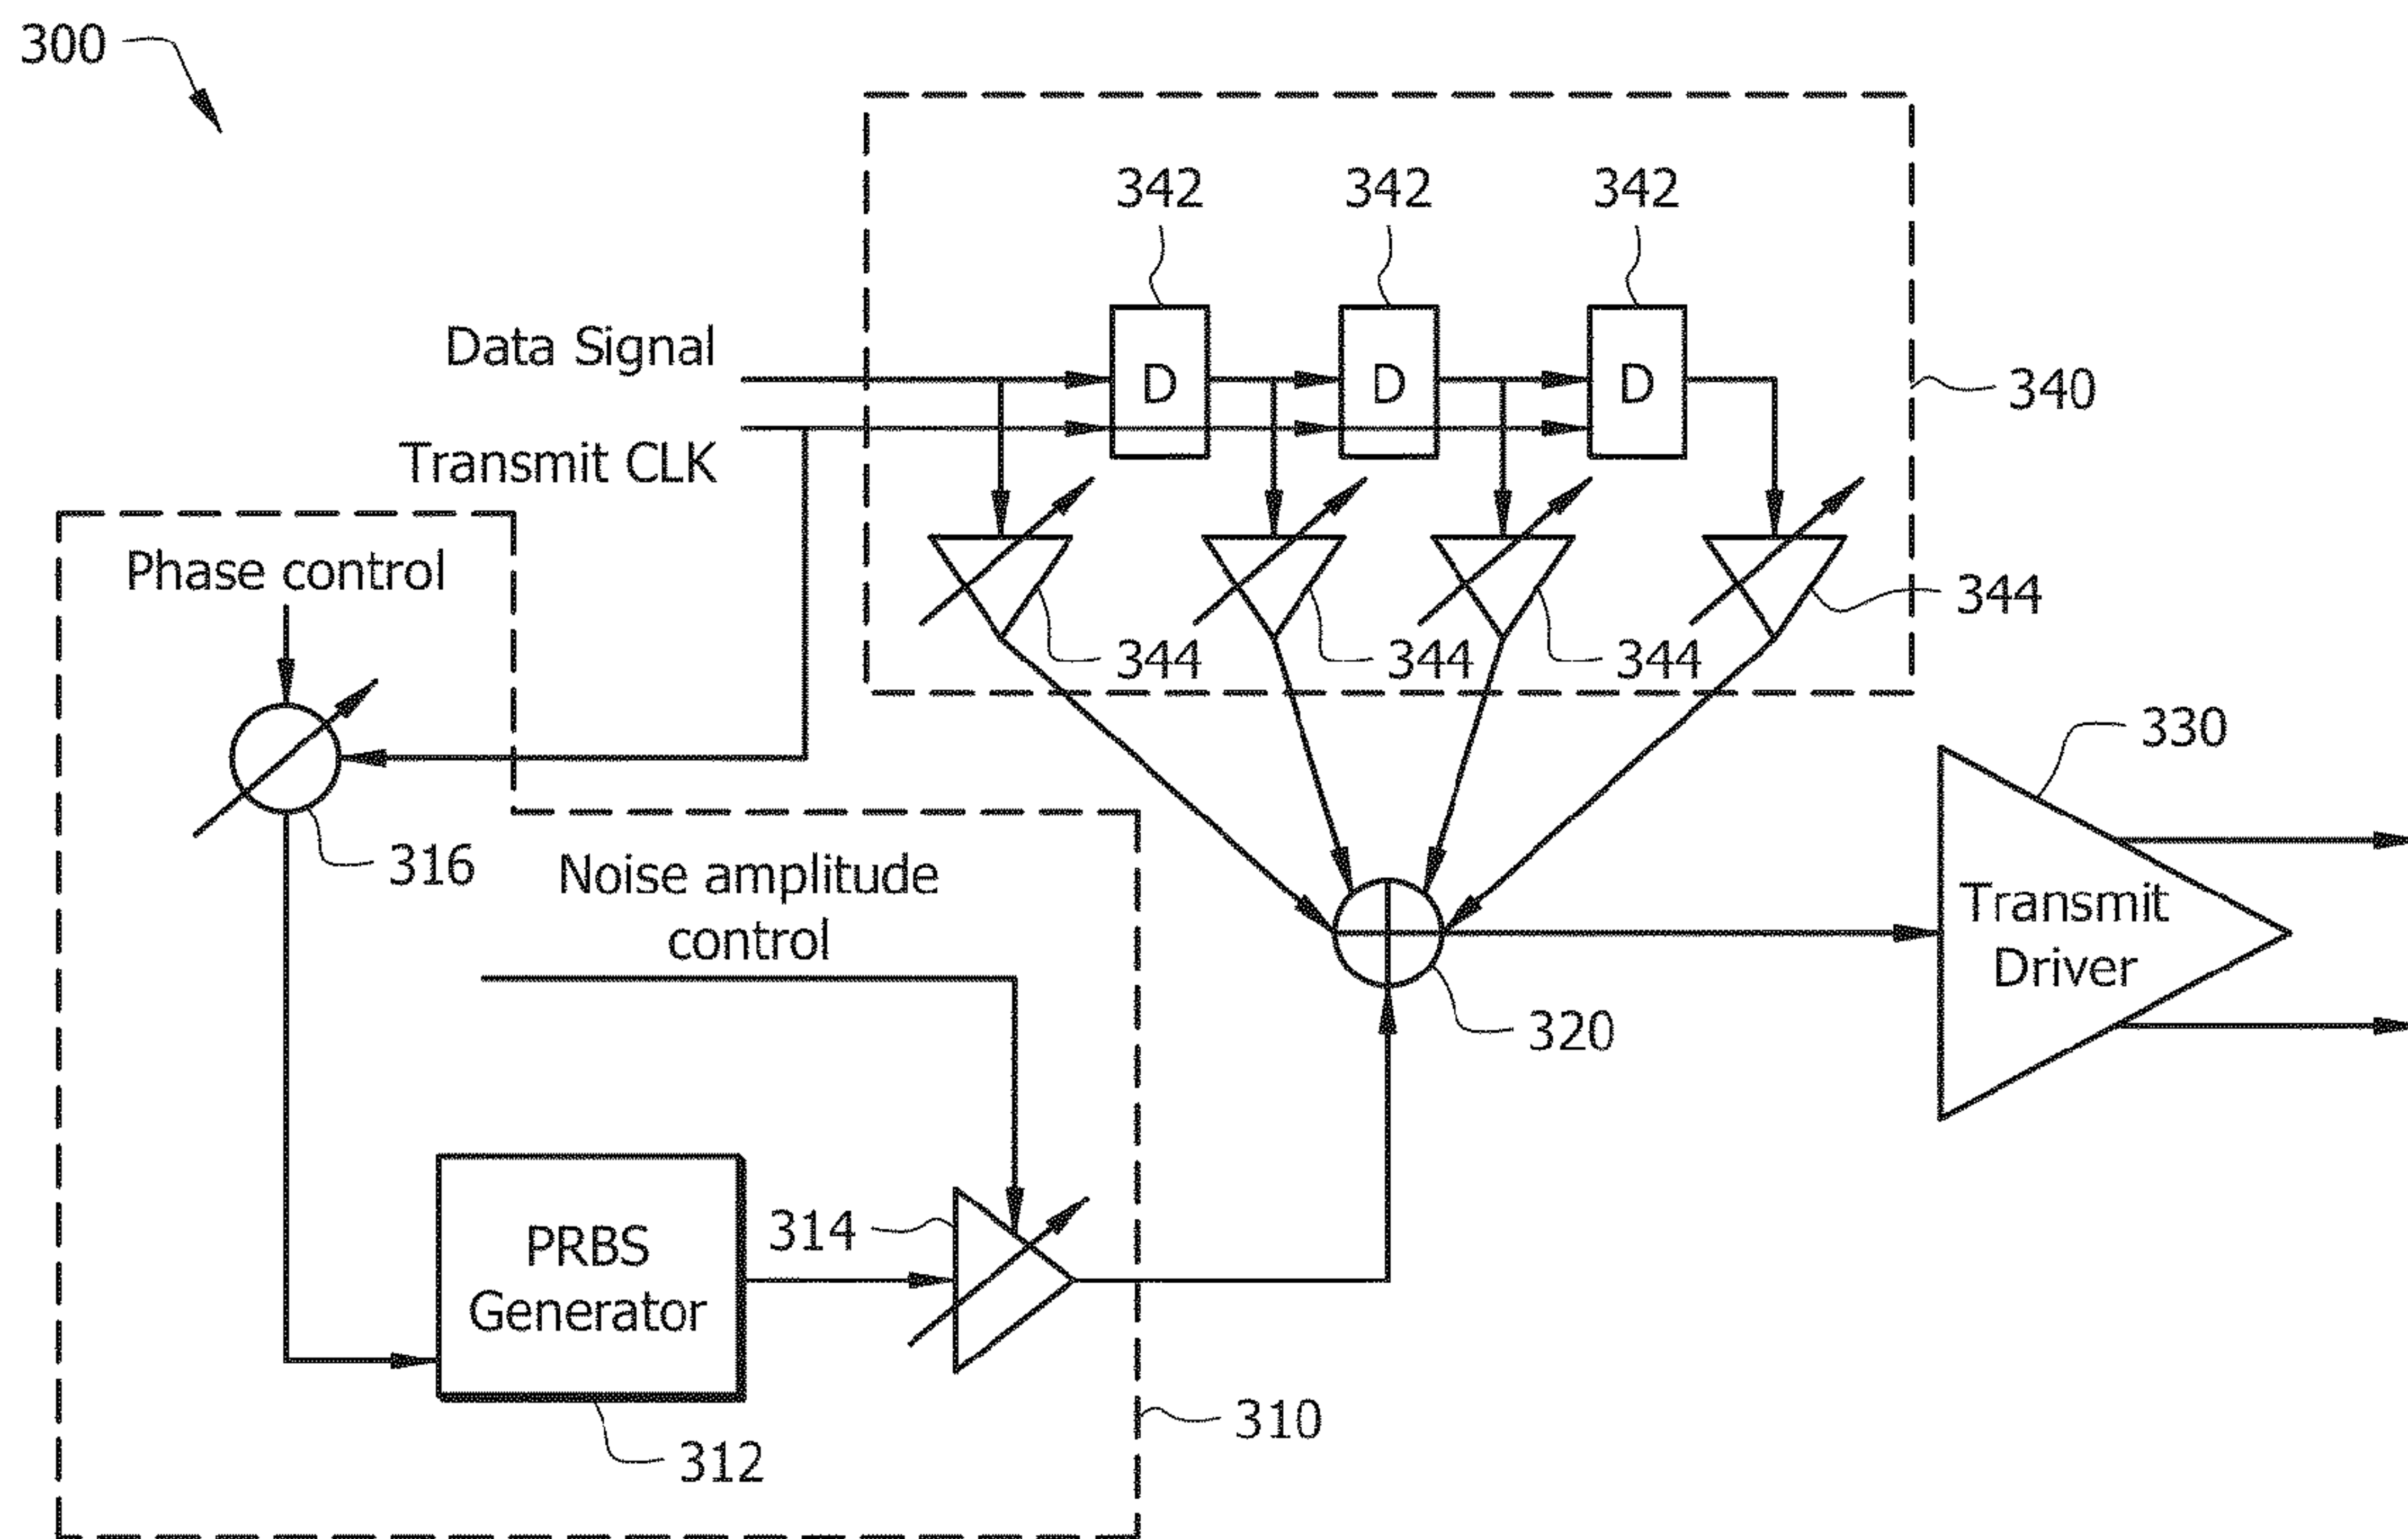 300
342 342 342
Data Signal
D D D
340
Transmit CLK
Phase control
344
344 344 344
330
316
Noise amplitude
control
Transmit
Driver
320
314
PRBS
Generator
310
312